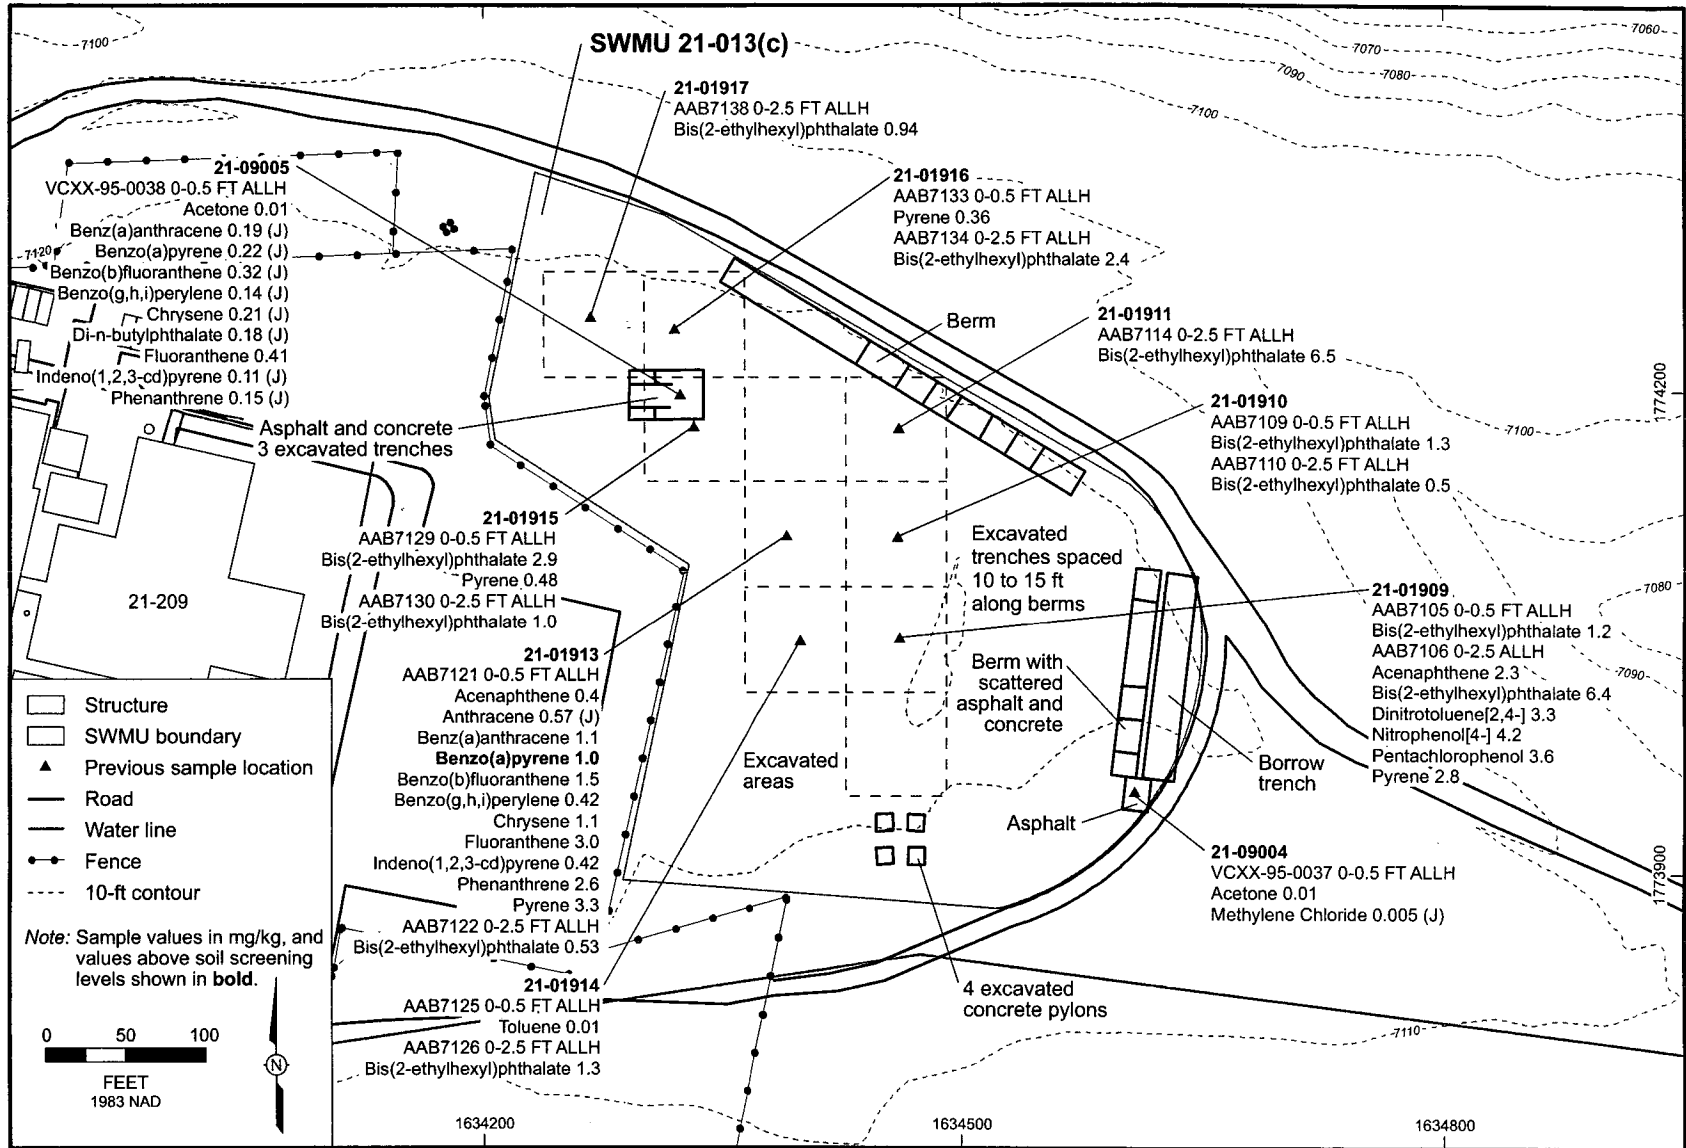 7100
7060
7070
7080
7090
7100
SWMU 21-013(c)
21-01917
AAB7138 0-2.5 FT ALLH
Bis(2-ethylhexyl)phthalate 0.94
21-09005
VCXX-95-0038 0-0.5 FT ALLH
Acetone 0.01
Benz(a)anthracene 0.19 (J)
Benzo(a)pyrene 0.22 (J)
Benzo(b)fluoranthene 0.32 (J)
Benzo(g,h,i)perylene 0.14 (J)
Chrysene 0.21 (J)
Di-n-butylphthalate 0.18 (J)
Fluoranthene 0.41
Indeno(1,2,3-cd)pyrene 0.11 (J)
Phenanthrene 0.15 (J)
7120
21-01916
AAB7133 0-0.5 FT ALLH
Pyrene 0.36
AAB7134 0-2.5 FT ALLH
Bis(2-ethylhexyl)phthalate 2.4
Berm
21-01911
AAB7114 0-2.5 FT ALLH
Bis(2-ethylhexyl)phthalate 6.5
21-01910
AAB7109 0-0.5 FT ALLH
Bis(2-ethylhexyl)phthalate 1.3
AAB7110 0-2.5 FT ALLH
Bis(2-ethylhexyl)phthalate 0.5
7100
1774200
Asphalt and concrete
3 excavated trenches
21-01915
AAB7129 0-0.5 FT ALLH
Bis(2-ethylhexyl)phthalate 2.9
Pyrene 0.48
AAB7130 0-2.5 FT ALLH
Bis(2-ethylhexyl)phthalate 1.0
Excavated
trenches spaced
10 to 15 ft
along berms
21-209
21-01909
AAB7105 0-0.5 FT ALLH
Bis(2-ethylhexyl)phthalate 1.2
AAB7106 0-2.5 ALLH
Acenaphthene 2.3
Bis(2-ethylhexyl)phthalate 6.4
Dinitrotoluene[2,4-] 3.3
Nitrophenol[4-] 4.2
Pentachlorophenol 3.6
Pyrene 2.8
7080
7090
21-01913
AAB7121 0-0.5 FT ALLH
Acenaphthene 0.4
Anthracene 0.57 (J)
Benz(a)anthracene 1.1
Benzo(a)pyrene 1.0
Benzo(b)fluoranthene 1.5
Benzo(g,h,i)perylene 0.42
Chrysene 1.1
Fluoranthene 3.0
Indeno(1,2,3-cd)pyrene 0.42
Phenanthrene 2.6
Pyrene 3.3
AAB7122 0-2.5 FT ALLH
Bis(2-ethylhexyl)phthalate 0.53
Berm with
scattered
asphalt and
concrete
Excavated
areas
Borrow
trench
Asphalt
21-09004
VCXX-95-0037 0-0.5 FT ALLH
Acetone 0.01
Methylene Chloride 0.005 (J)
1773900
21-01914
AAB7125 0-0.5 FT ALLH
Toluene 0.01
AAB7126 0-2.5 FT ALLH
Bis(2-ethylhexyl)phthalate 1.3
4 excavated
concrete pylons
7110
Structure
SWMU boundary
Previous sample location
Road
Water line
Fence
10-ft contour
Note: Sample values in mg/kg, and
values above soil screening
levels shown in bold.
0 50 100
FEET
1983 NAD
N
1634200
1634500
1634800